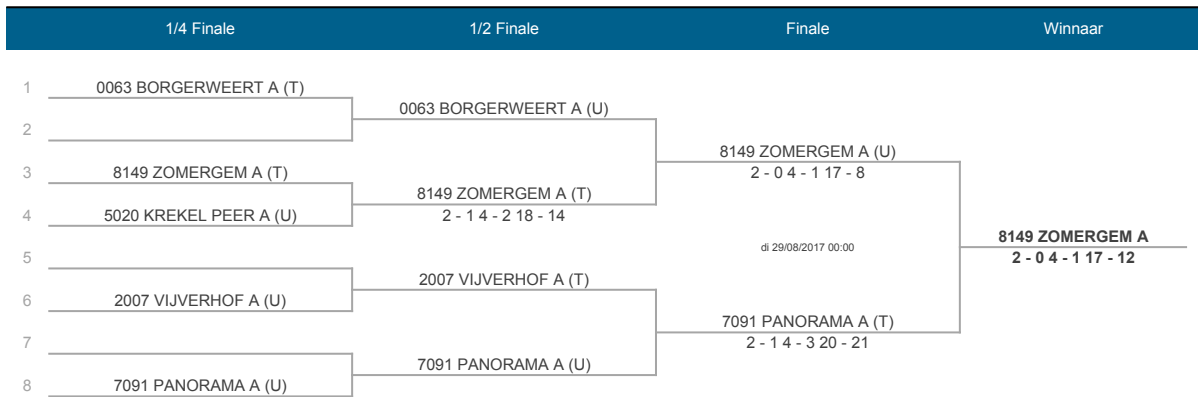 1/4 Finale 1/2 Finale Finale Winnaar
1 0063 BORGERWEERT A (T)
0063 BORGERWEERT A (U)
2
8149 ZOMERGEM A (U)
3 8149 ZOMERGEM A (T)
2 - 0 4 - 1 17 - 8
8149 ZOMERGEM A (T)
4 5020 KREKEL PEER A (U)
2 - 1 4 - 2 18 - 14
8149 ZOMERGEM A
di 29/08/2017 00:00
2 - 0 4 - 1 17 - 12
5
2007 VIJVERHOF A (T)
6 2007 VIJVERHOF A (U)
7091 PANORAMA A (T)
7
2 - 1 4 - 3 20 - 21
7091 PANORAMA A (U)
8 7091 PANORAMA A (U)